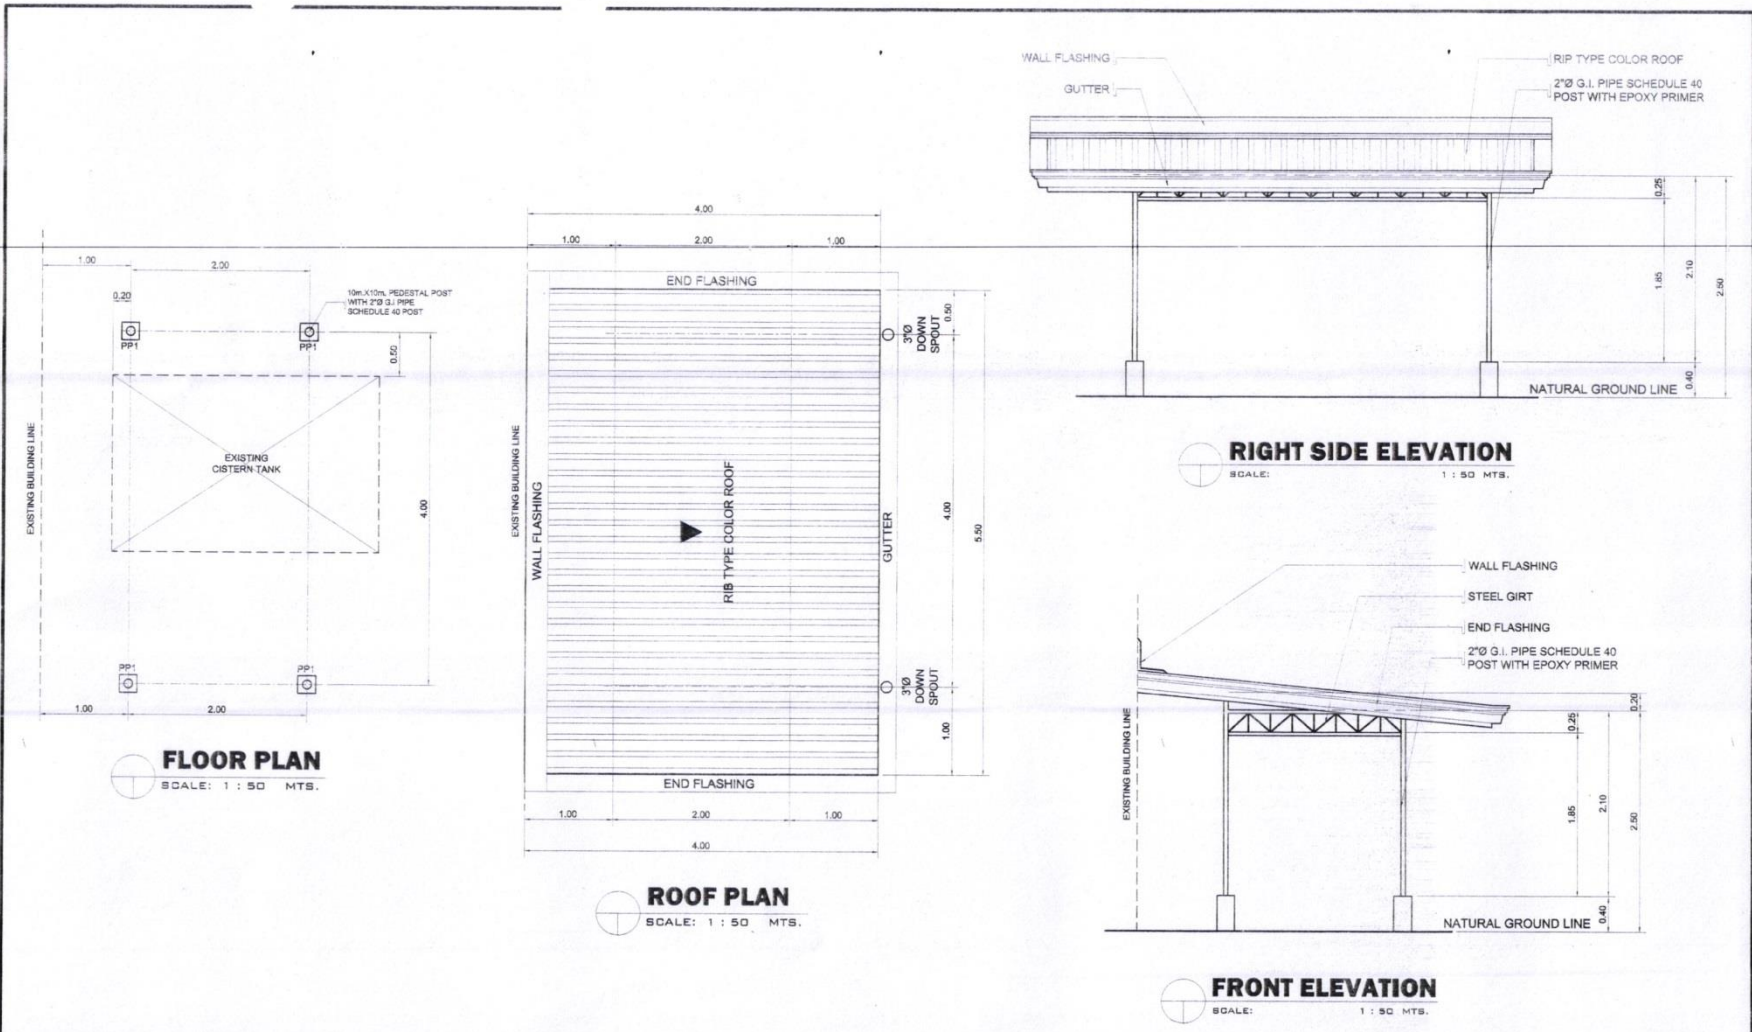 1.00
2.00
0.20
10m.X10m. PEDESTAL POST
WITH 2"Ø G.I PIPE
SCHEDULE 40 POST
PP1
PP1
0.50
EXISTING BUILDING LINE
EXISTING
CISTERN TANK
4.00
PP1
PP1
1.00
2.00
FLOOR PLAN
SCALE: 1 : 50 MTS.
4.00
1.00
2.00
1.00
END FLASHING
EXISTING BUILDING LINE
WALL FLASHING
RIB TYPE COLOR ROOF
GUTTER
3"Ø
DOWN
SPOUT
0.50
4.00
5.50
3"Ø
DOWN
SPOUT
1.00
END FLASHING
1.00
2.00
1.00
4.00
ROOF PLAN
SCALE: 1 : 50 MTS.
WALL FLASHING
GUTTER
RIP TYPE COLOR ROOF
2"Ø G.I. PIPE SCHEDULE 40
POST WITH EPOXY PRIMER
0.25
1.85
2.10
2.50
0.40
NATURAL GROUND LINE
RIGHT SIDE ELEVATION
SCALE: 1 : 50 MTS.
WALL FLASHING
STEEL GIRT
END FLASHING
2"Ø G.I. PIPE SCHEDULE 40
POST WITH EPOXY PRIMER
EXISTING BUILDING LINE
0.20
0.25
1.85
2.10
2.50
0.40
NATURAL GROUND LINE
FRONT ELEVATION
SCALE: 1 : 50 MTS.